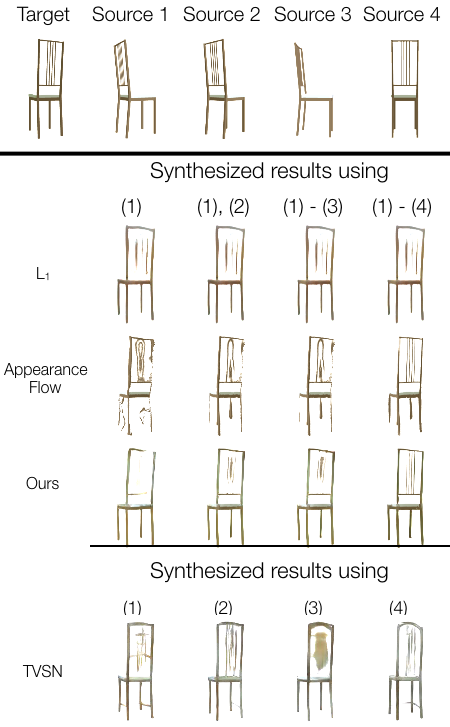 Target Source 1 Source 2 Source 3 Source 4
Synthesized results using
(1) (1), (2) (1) - (3) (1) - (4)
L₁
Appearance
Flow
Ours
Synthesized results using
(1) (2) (3) (4)
TVSN